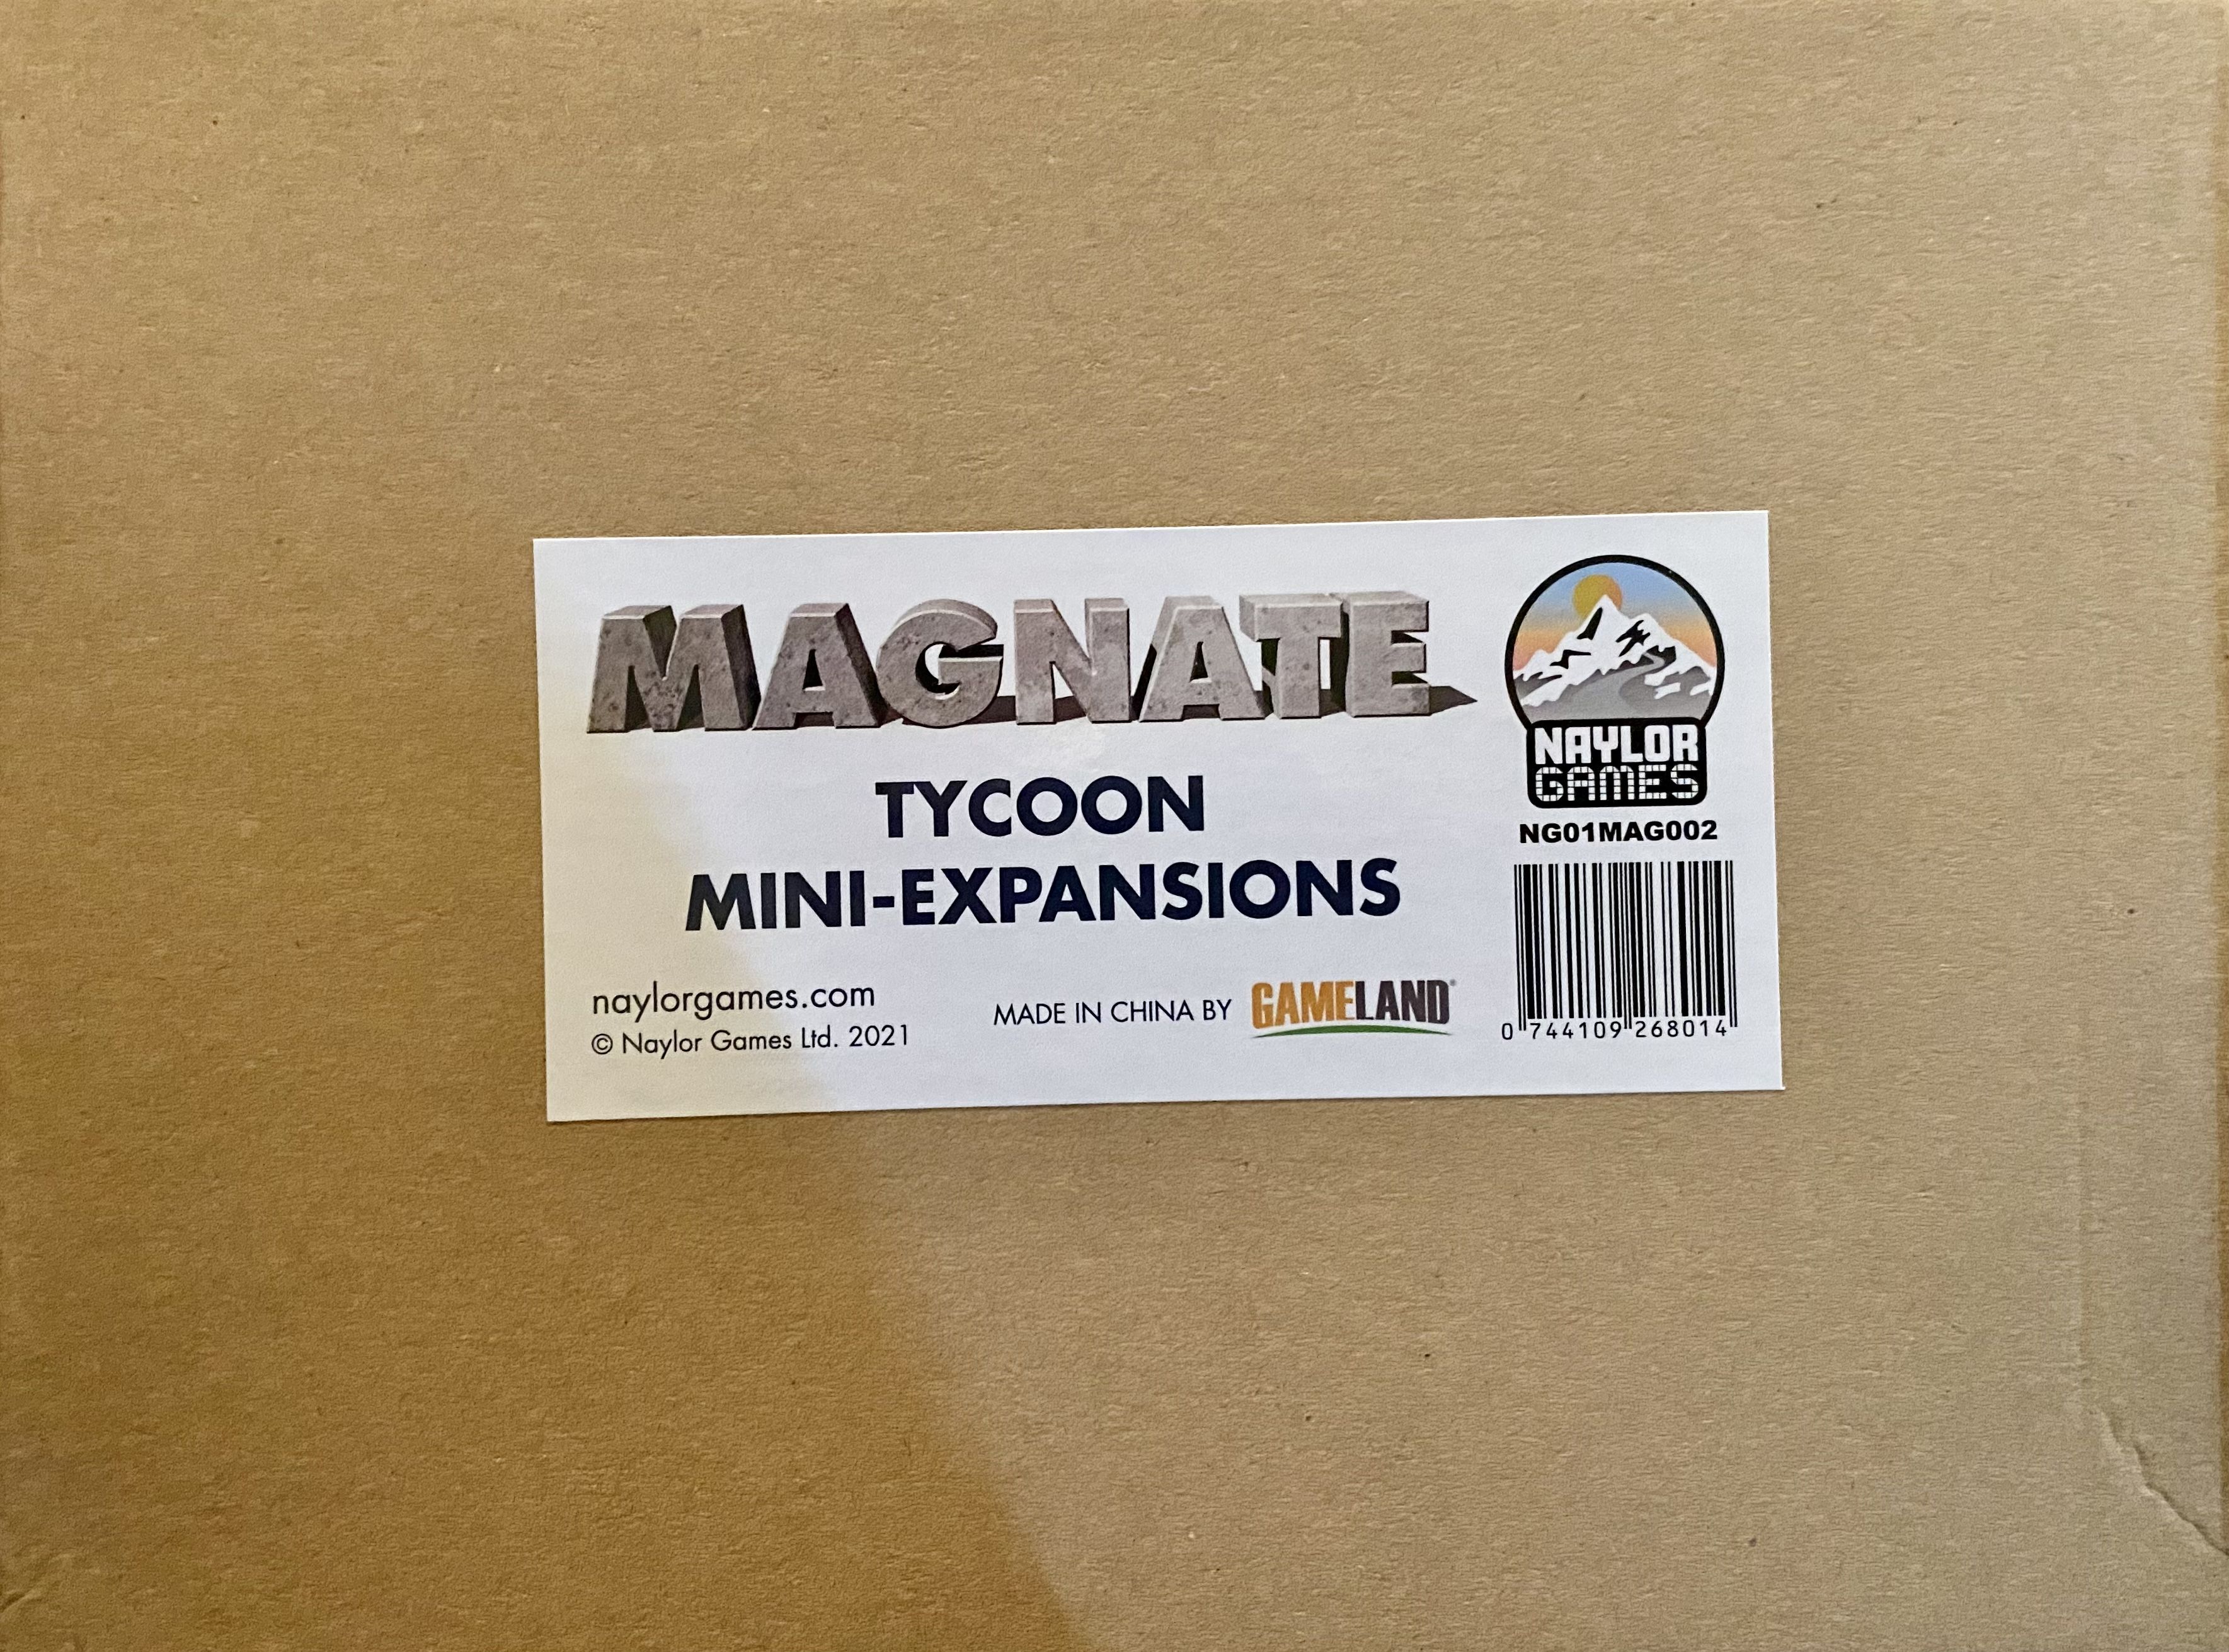 MAGNATE
TYCOON
MINI-EXPANSIONS
naylorgames.com
© Naylor Games Ltd. 2021
MADE IN CHINA BY GAMELAND®
NAYLOR
GAMES
NG01MAG002
0 744109 268014